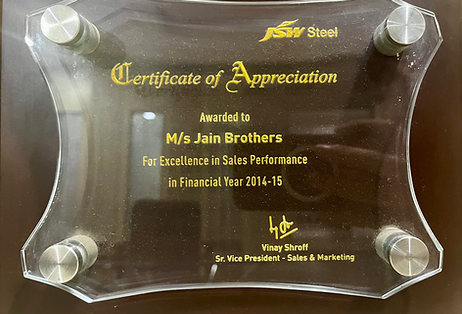 JSW Steel
Certificate of Appreciation
Awarded to
M/s Jain Brothers
For Excellence in Sales Performance
in Financial Year 2014-15
Vinay Shroff
Sr. Vice President - Sales & Marketing